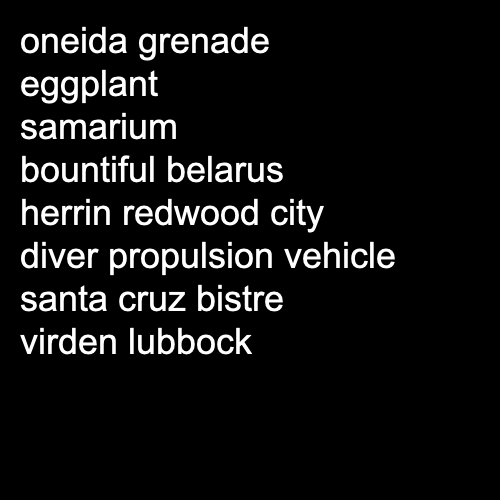 oneida grenade
eggplant
samarium
bountiful belarus
herrin redwood city
diver propulsion vehicle
santa cruz bistre
virden lubbock